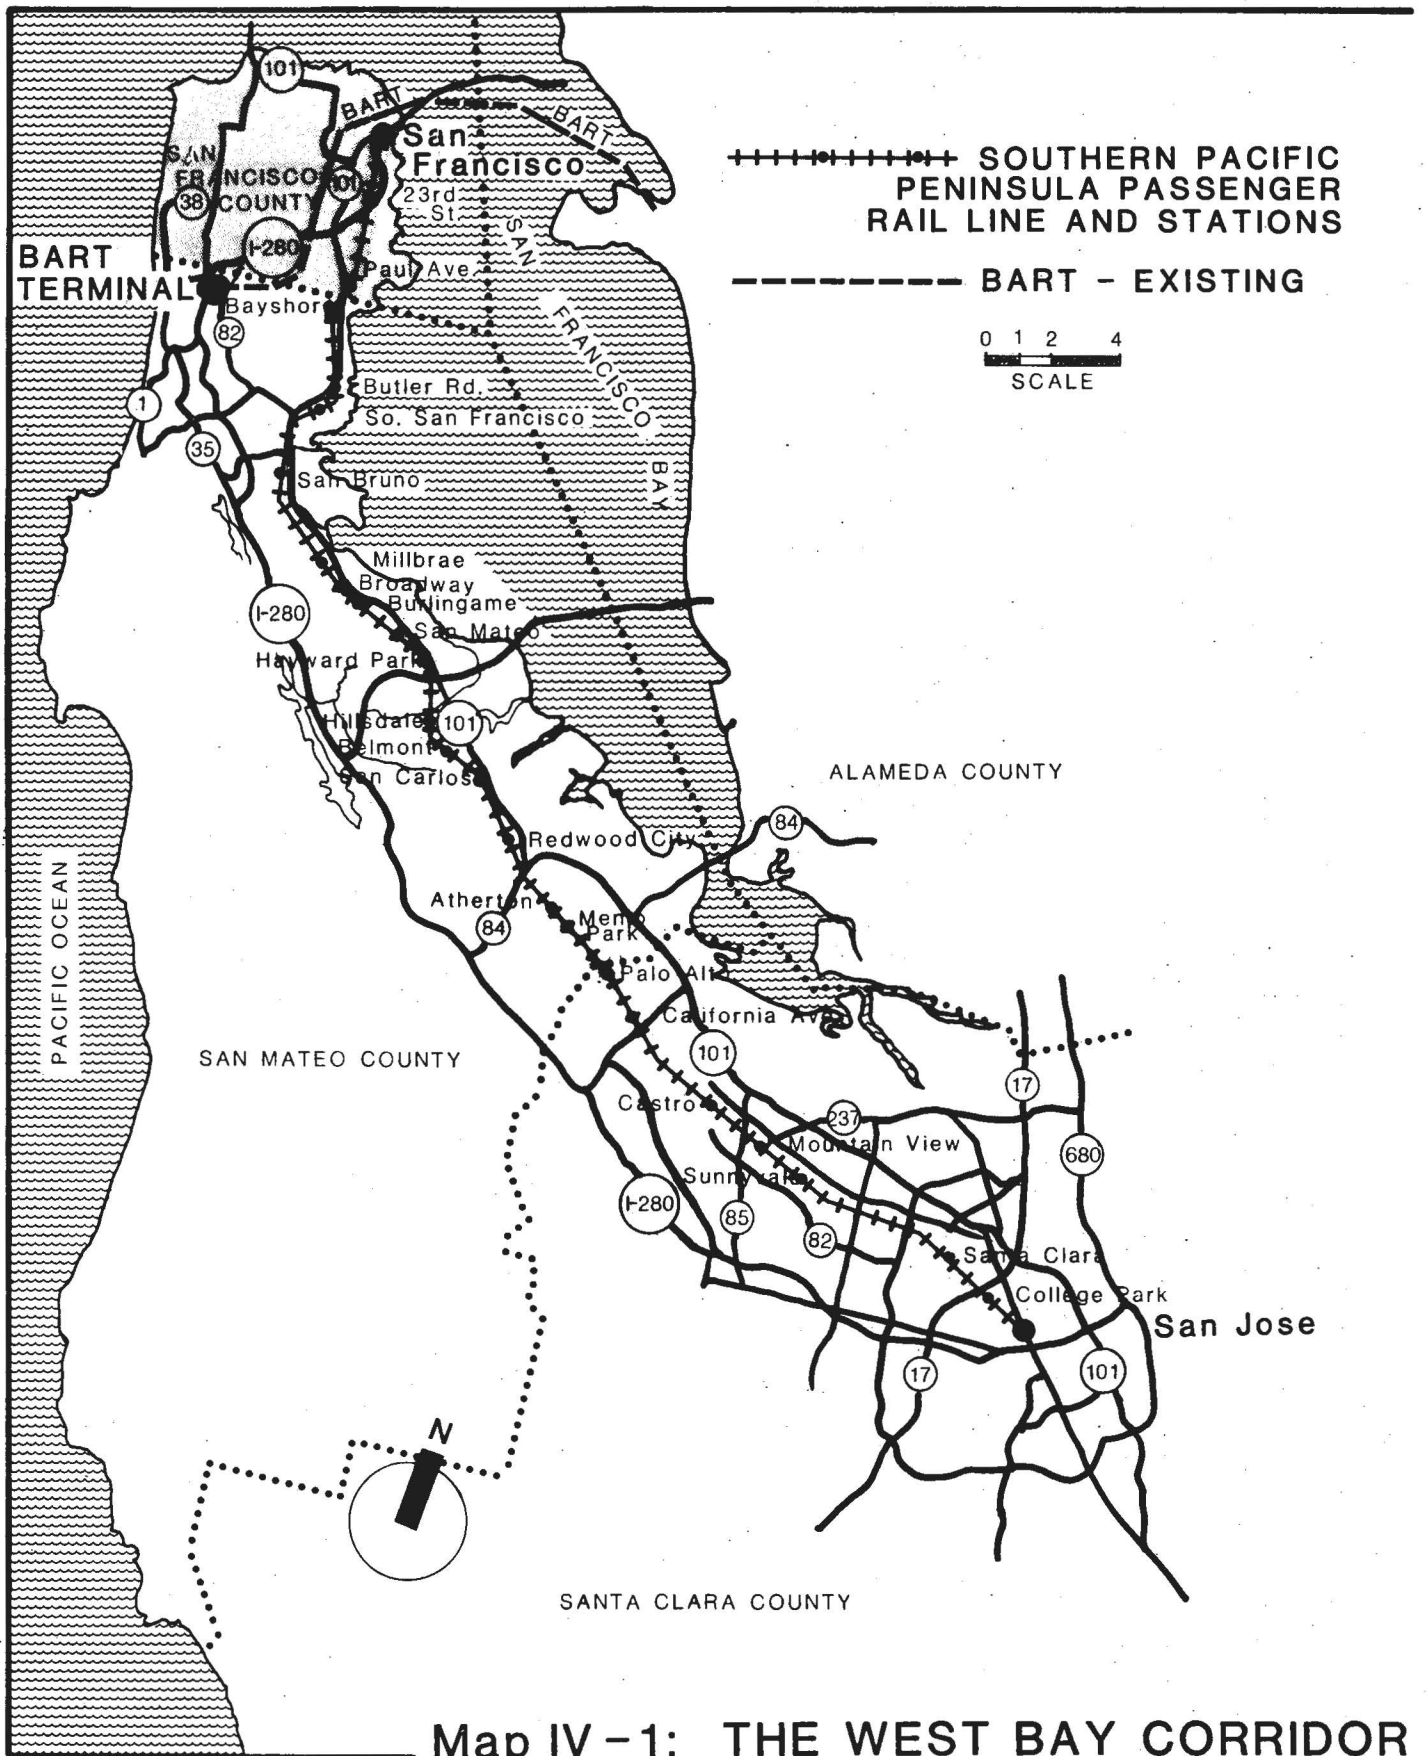 101
BART
BART
San
Francisco
SAN
FRANCISCO
COUNTY
38
101
23rd
St.
I-280
BART
TERMINAL
Paul Ave.
Bayshor
82
SOUTHERN PACIFIC
PENINSULA PASSENGER
RAIL LINE AND STATIONS
BART - EXISTING
0 1 2 4
SCALE
SAN FRANCISCO BAY
1
Butler Rd.
So. San Francisco
35
San Bruno
Millbrae
Broadway
Burlingame
I-280
San Mateo
Hayward Park
Hillsdale
101
Belmont
San Carlos
ALAMEDA COUNTY
84
Redwood City
Atherton
84
Menlo
Park
Palo Alto
California Ave.
PACIFIC OCEAN
SAN MATEO COUNTY
101
17
Castro
237
Mountain View
680
Sunnyvale
I-280
85
82
Santa Clara
College Park
San Jose
17
101
N
SANTA CLARA COUNTY
Map IV-1: THE WEST BAY CORRIDOR